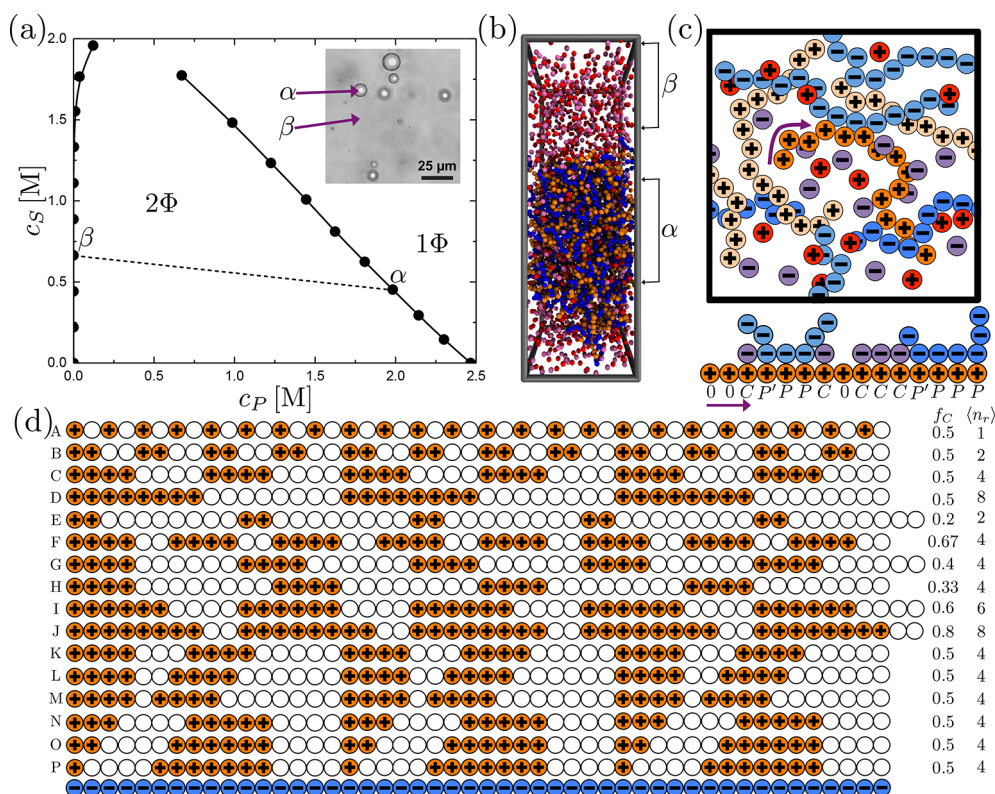 (a)
c_S [M]
2.0
1.5
1.0
0.5
0.0
0.0
0.5
1.0
1.5
2.0
2.5
c_P [M]
2Φ
1Φ
β
α
α
β
25 µm
(b)
β
α
(c)
0 0 C P' P P C 0 C C C P' P P P P
(d)
f_C ⟨n_r⟩
A 0.5 1
B 0.5 2
C 0.5 4
D 0.5 8
E 0.2 2
F 0.67 4
G 0.4 4
H 0.33 4
I 0.6 6
J 0.8 8
K 0.5 4
L 0.5 4
M 0.5 4
N 0.5 4
O 0.5 4
P 0.5 4